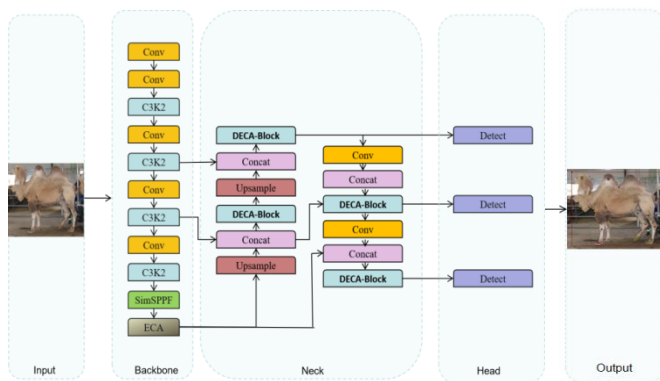 Conv
Conv
C3K2
Conv
C3K2
Conv
C3K2
Conv
C3K2
SimSPPF
ECA
DECA-Block
Concat
Upsample
DECA-Block
Concat
Upsample
Conv
Concat
DECA-Block
Conv
Concat
DECA-Block
Detect
Detect
Detect
Input
Backbone
Neck
Head
Output